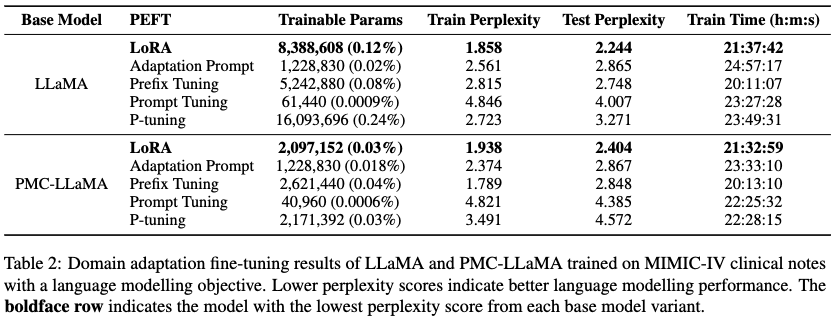 Base Model PEFT Trainable Params Train Perplexity Test Perplexity Train Time (h:m:s)
LoRA 8,388,608 (0.12%) 1.858 2.244 21:37:42
Adaptation Prompt 1,228,830 (0.02%) 2.561 2.865 24:57:17
LLaMA Prefix Tuning 5,242,880 (0.08%) 2.815 2.748 20:11:07
Prompt Tuning 61,440 (0.0009%) 4.846 4.007 23:27:28
P-tuning 16,093,696 (0.24%) 2.723 3.271 23:49:31
LoRA 2,097,152 (0.03%) 1.938 2.404 21:32:59
Adaptation Prompt 1,228,830 (0.018%) 2.374 2.867 23:33:10
PMC-LLaMA Prefix Tuning 2,621,440 (0.04%) 1.789 2.848 20:13:10
Prompt Tuning 40,960 (0.0006%) 4.821 4.385 22:25:32
P-tuning 2,171,392 (0.03%) 3.491 4.572 22:28:15
Table 2: Domain adaptation fine-tuning results of LLaMA and PMC-LLaMA trained on MIMIC-IV clinical notes
with a language modelling objective. Lower perplexity scores indicate better language modelling performance. The
boldface row indicates the model with the lowest perplexity score from each base model variant.